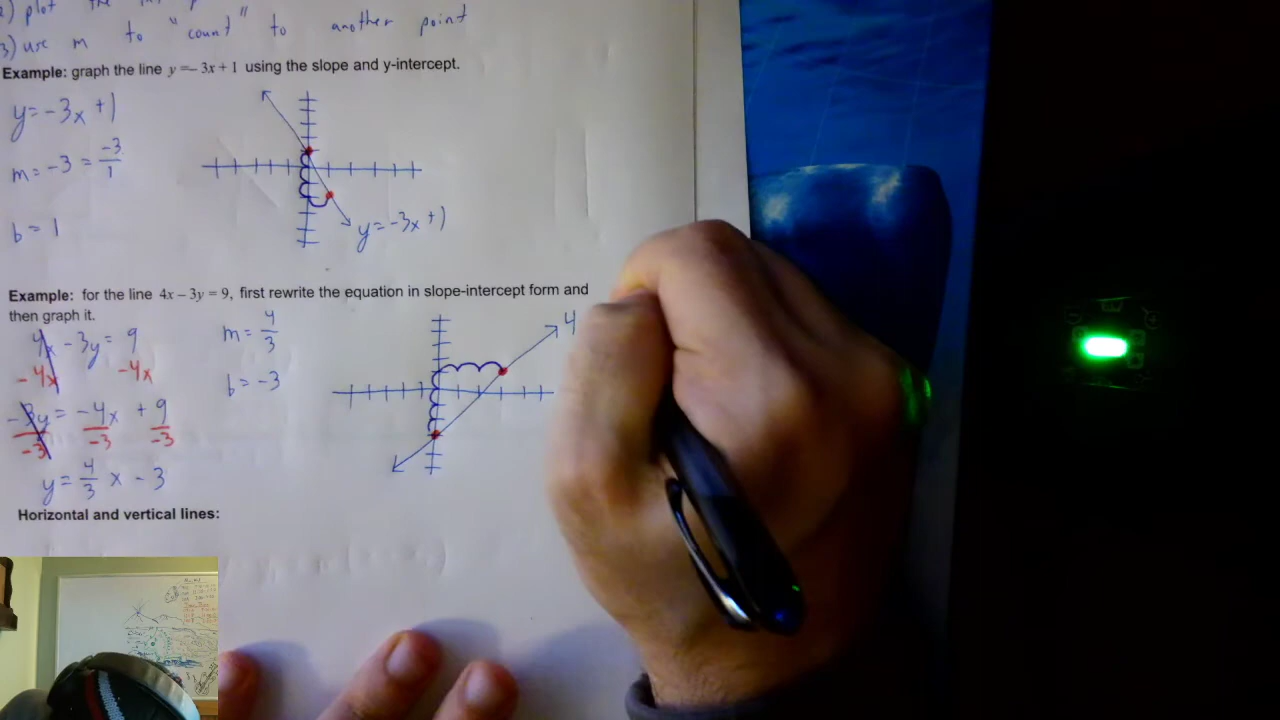 2) plot the
3) use m to "count" to another point
Example: graph the line y = – 3x + 1 using the slope and y-intercept.
y = -3x + 1
m = -3 = -3/1
b = 1
y = -3x + 1
Example: for the line 4x – 3y = 9, first rewrite the equation in slope-intercept form and
then graph it.
4x - 3y = 9
-4x -4x
-3y = -4x + 9
-3 -3 -3
y = 4/3 x - 3
m = 4/3
b = -3
4
Horizontal and vertical lines: